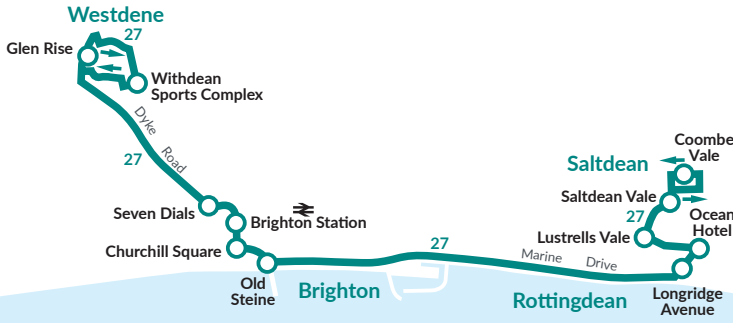 Westdene
27
Glen Rise
Withdean
Sports Complex
Dyke Road
27
Seven Dials
Brighton Station
Churchill Square
Old
Steine
Brighton
27
Marine Drive
Rottingdean
Saltdean
Coombe
Vale
Saltdean Vale
27
Ocean
Hotel
Lustrells Vale
Longridge
Avenue